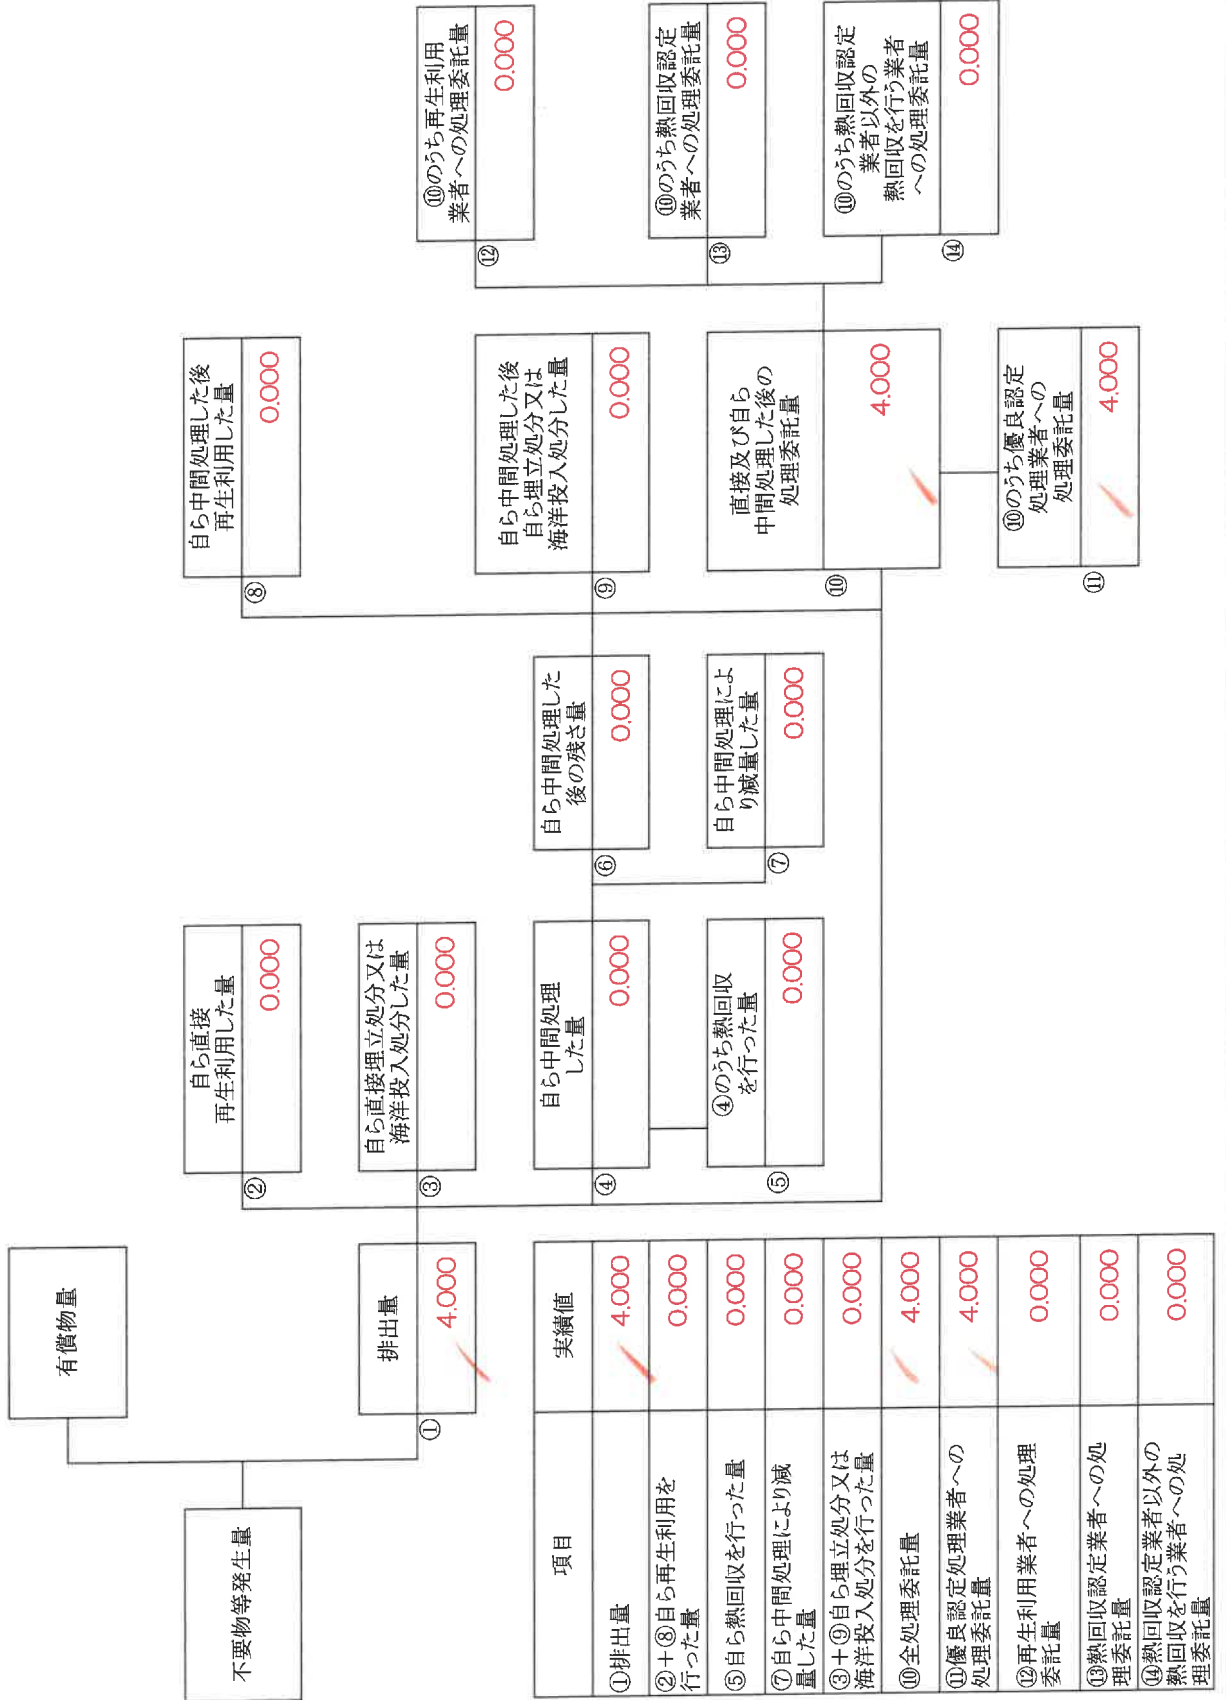 不要物等発生量
有償物量
①
排出量
4.000
②
自ら直接
再生利用した量
0.000
③
自ら直接埋立処分又は
海洋投入処分した量
0.000
④
自ら中間処理
した量
0.000
⑤
④のうち熱回収
を行った量
0.000
⑥
自ら中間処理した
後の残さ量
0.000
⑦
自ら中間処理によ
り減量した量
0.000
⑧
自ら中間処理した後
再生利用した量
0.000
⑨
自ら中間処理した後
自ら埋立処分又は
海洋投入処分した量
0.000
⑩
直接及び自ら
中間処理した後の
処理委託量
4.000
⑪
⑩のうち優良認定
処理業者への
処理委託量
4.000
⑫
⑩のうち再生利用
業者への処理委託量
0.000
⑬
⑩のうち熱回収認定
業者への処理委託量
0.000
⑭
⑩のうち熱回収認定
業者以外の
熱回収を行う業者
への処理委託量
0.000
項目 実績値
①排出量 4.000
②+⑧自ら再生利用を
行った量 0.000
⑤自ら熱回収を行った量 0.000
⑦自ら中間処理により減
量した量 0.000
③+⑨自ら埋立処分又は
海洋投入処分を行った量 0.000
⑩全処理委託量 4.000
⑪優良認定処理業者への
処理委託量 4.000
⑫再生利用業者への処理
委託量 0.000
⑬熱回収認定業者への処
理委託量 0.000
⑭熱回収認定業者以外の
熱回収を行う業者への処
理委託量 0.000